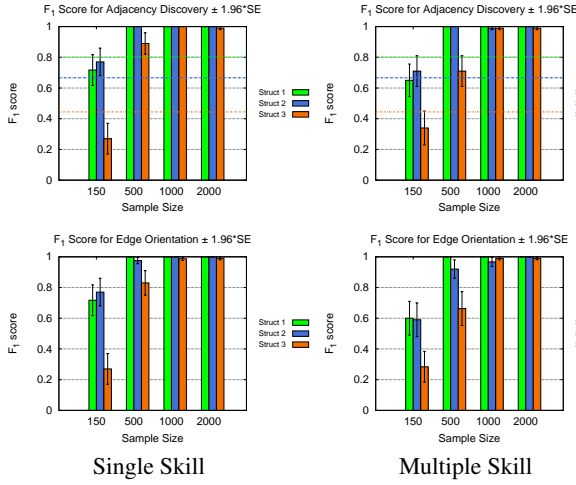 F1 Score for Adjacency Discovery ± 1.96*SE
1
0.8
0.6
0.4
0.2
0
F1 score
150 500 1000 2000
Sample Size
Struct 1
Struct 2
Struct 3
F1 Score for Adjacency Discovery ± 1.96*SE
1
0.8
0.6
0.4
0.2
0
F1 score
150 500 1000 2000
Sample Size
F1 Score for Edge Orientation ± 1.96*SE
1
0.8
0.6
0.4
0.2
0
F1 score
150 500 1000 2000
Sample Size
Struct 1
Struct 2
Struct 3
F1 Score for Edge Orientation ± 1.96*SE
1
0.8
0.6
0.4
0.2
0
F1 score
150 500 1000 2000
Sample Size
Single Skill
Multiple Skill